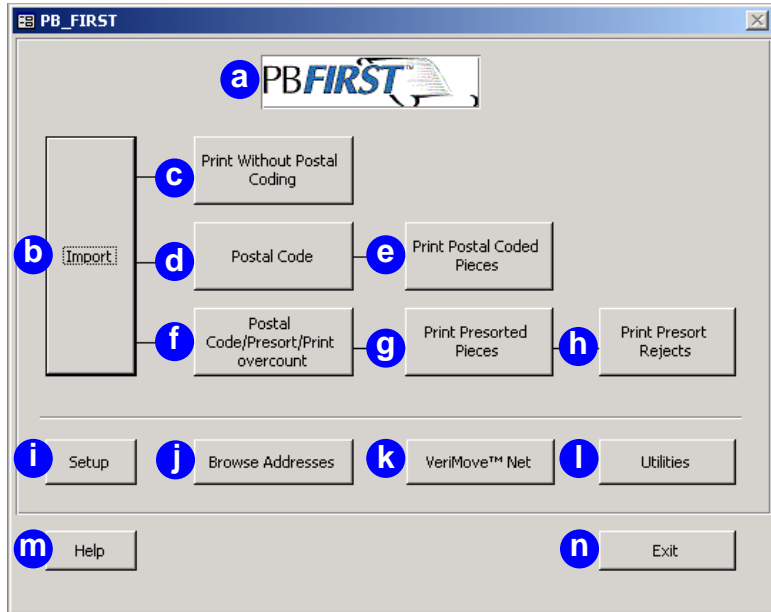 PB_FIRST
a
PBFIRST™
c
Print Without Postal
Coding
b
Import
d
Postal Code
e
Print Postal Coded
Pieces
f
Postal
Code/Presort/Print
overcount
g
Print Presorted
Pieces
h
Print Presort
Rejects
i
Setup
j
Browse Addresses
k
VeriMove™ Net
l
Utilities
m
Help
n
Exit